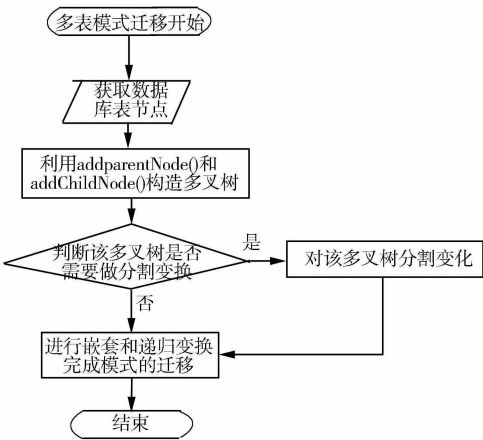 多表模式迁移开始
获取数据
库表节点
利用addparentNode()和
addChildNode()构造多叉树
判断该多叉树是否
需要做分割变换
是
对该多叉树分割变化
否
进行嵌套和递归变换
完成模式的迁移
结束